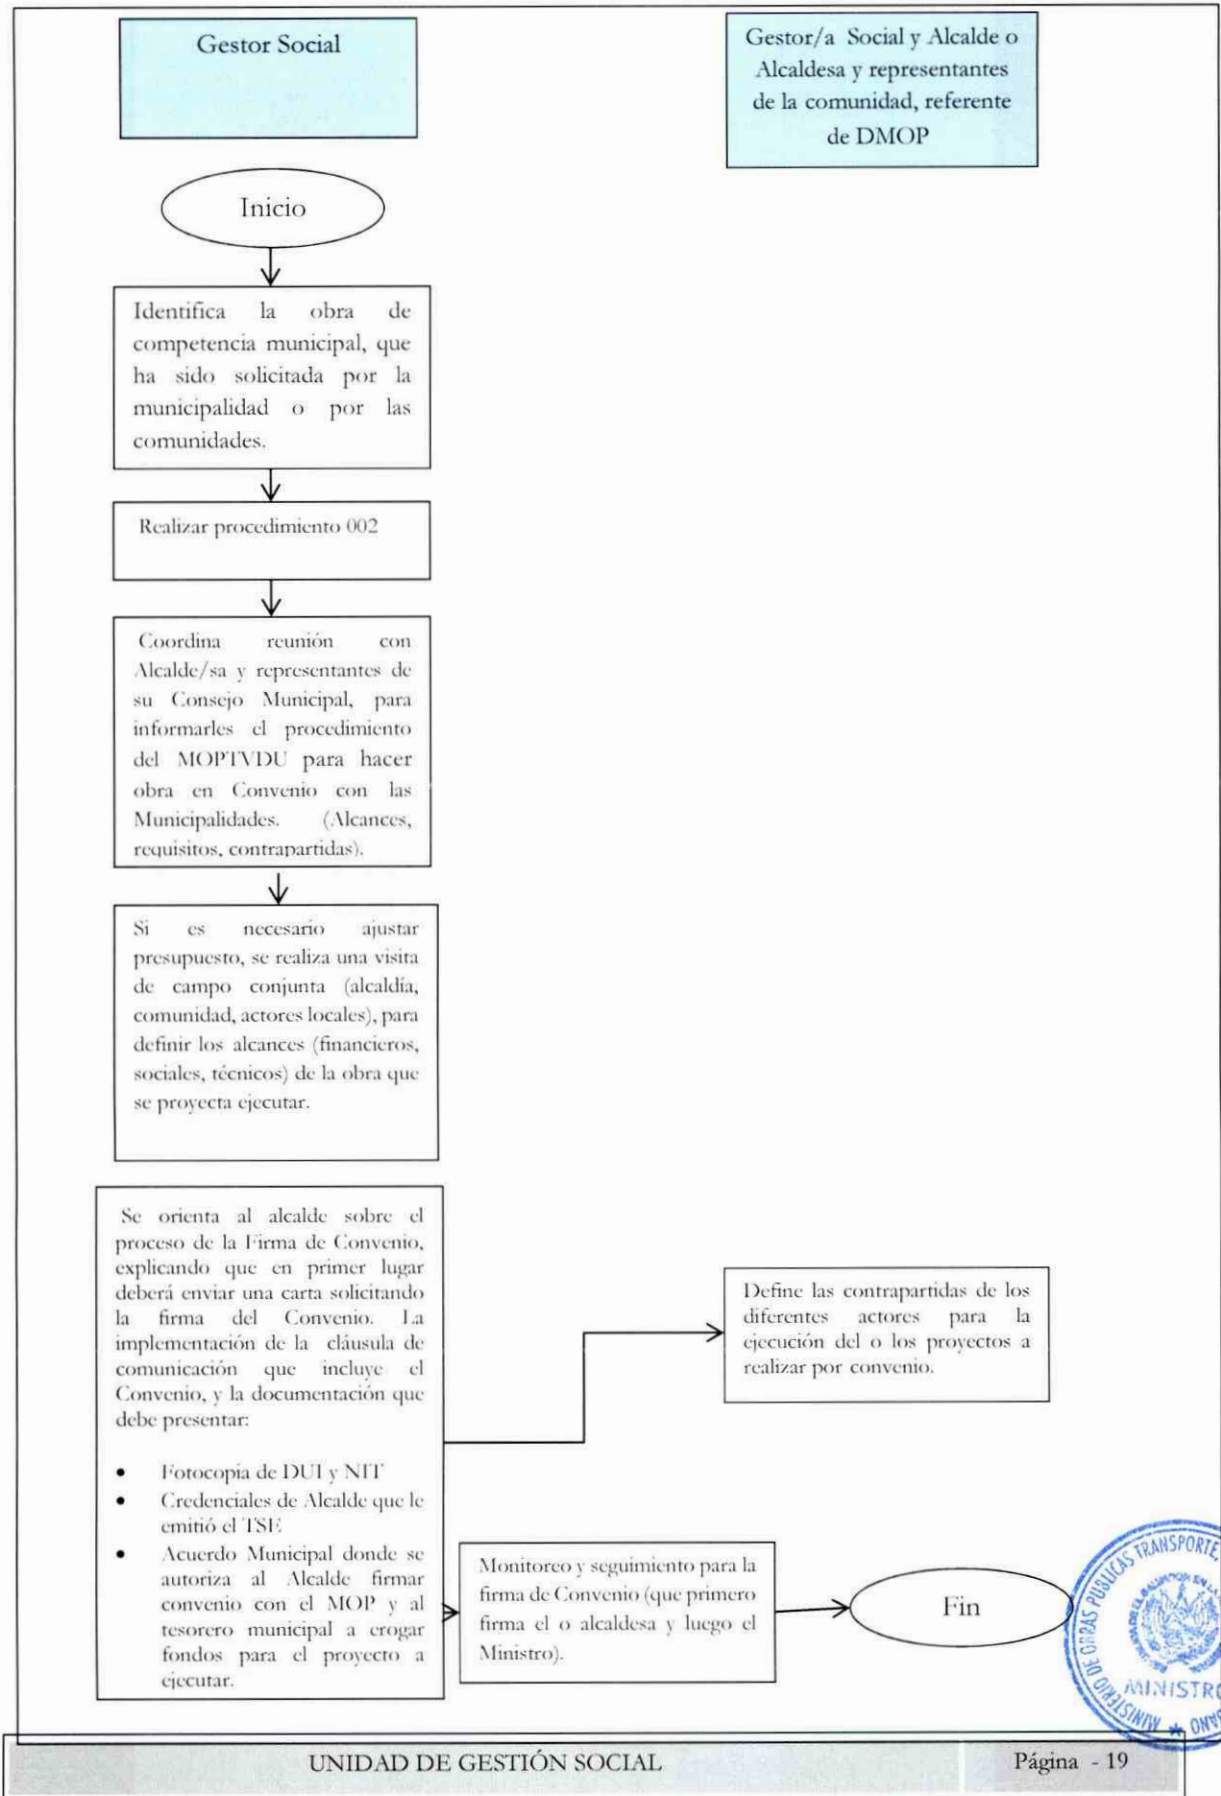 Gestor Social
Gestor/a Social y Alcalde o
Alcaldesa y representantes
de la comunidad, referente
de DMOP
Inicio
Identifica la obra de
competencia municipal, que
ha sido solicitada por la
municipalidad o por las
comunidades.
Realizar procedimiento 002
Coordina reunión con
Alcalde/sa y representantes de
su Consejo Municipal, para
informarles el procedimiento
del MOPTVDU para hacer
obra en Convenio con las
Municipalidades. (Alcances,
requisitos, contrapartidas).
Si es necesario ajustar
presupuesto, se realiza una visita
de campo conjunta (alcaldía,
comunidad, actores locales), para
definir los alcances (financieros,
sociales, técnicos) de la obra que
se proyecta ejecutar.
Se orienta al alcalde sobre el
proceso de la Firma de Convenio,
explicando que en primer lugar
deberá enviar una carta solicitando
la firma del Convenio. La
implementación de la cláusula de
comunicación que incluye el
Convenio, y la documentación que
debe presentar:
• Fotocopia de DUI y NIT
• Credenciales de Alcalde que le
emitió el TSE
• Acuerdo Municipal donde se
autoriza al Alcalde firmar
convenio con el MOP y al
tesorero municipal a erogar
fondos para el proyecto a
ejecutar.
Define las contrapartidas de los
diferentes actores para la
ejecución del o los proyectos a
realizar por convenio.
Monitoreo y seguimiento para la
firma de Convenio (que primero
firma el o alcaldesa y luego el
Ministro).
Fin
MINISTERIO DE OBRAS PUBLICAS TRANSPORTE,
MINISTRO
UNIDAD DE GESTIÓN SOCIAL
Página - 19